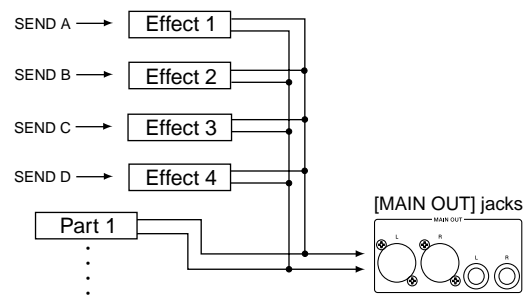 SEND A Effect 1
SEND B Effect 2
SEND C Effect 3
SEND D Effect 4
[MAIN OUT] jacks
Part 1
MAIN OUT
L R
L R